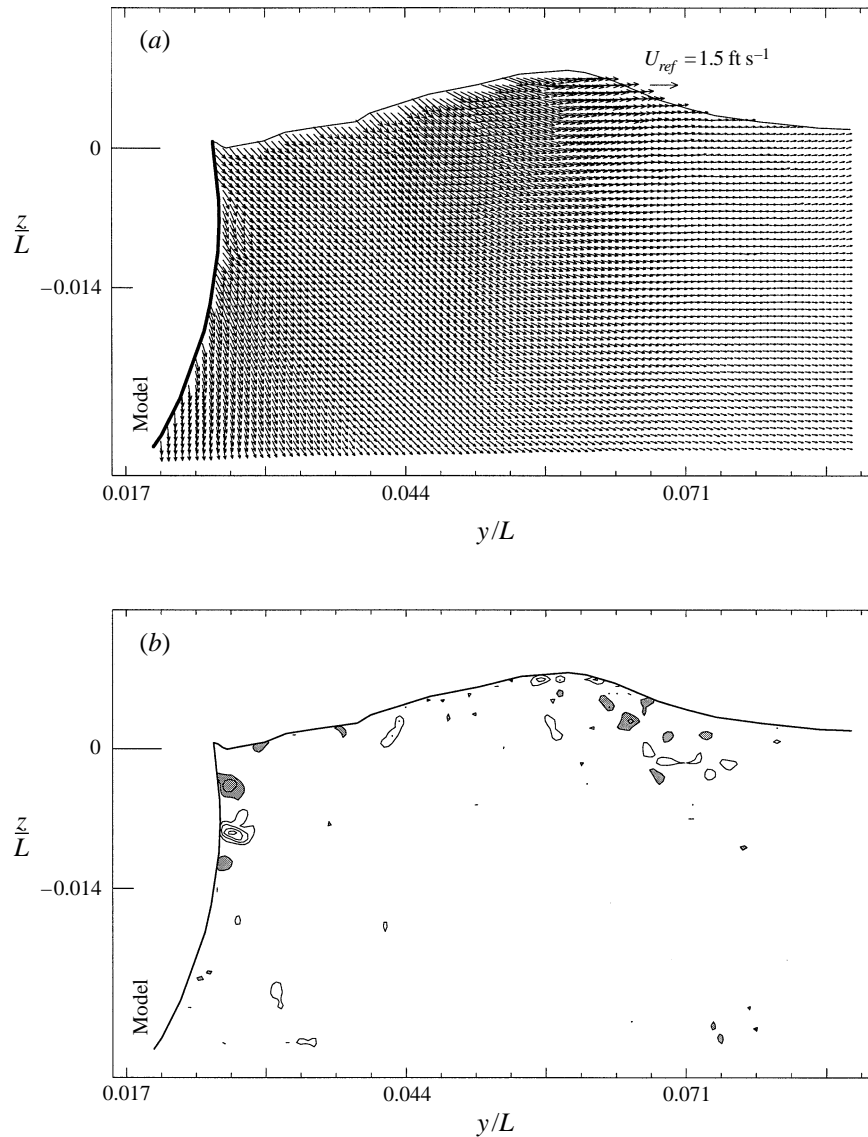 (a)
U_ref = 1.5 ft s⁻¹
0
z/L
–0.014
Model
0.017
0.044
0.071
y/L
(b)
0
z/L
–0.014
Model
0.017
0.044
0.071
y/L